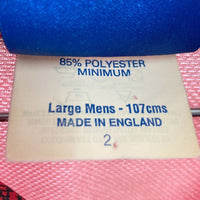 85% POLYESTER
MINIMUM
Large Mens - 107cms
MADE IN ENGLAND
2